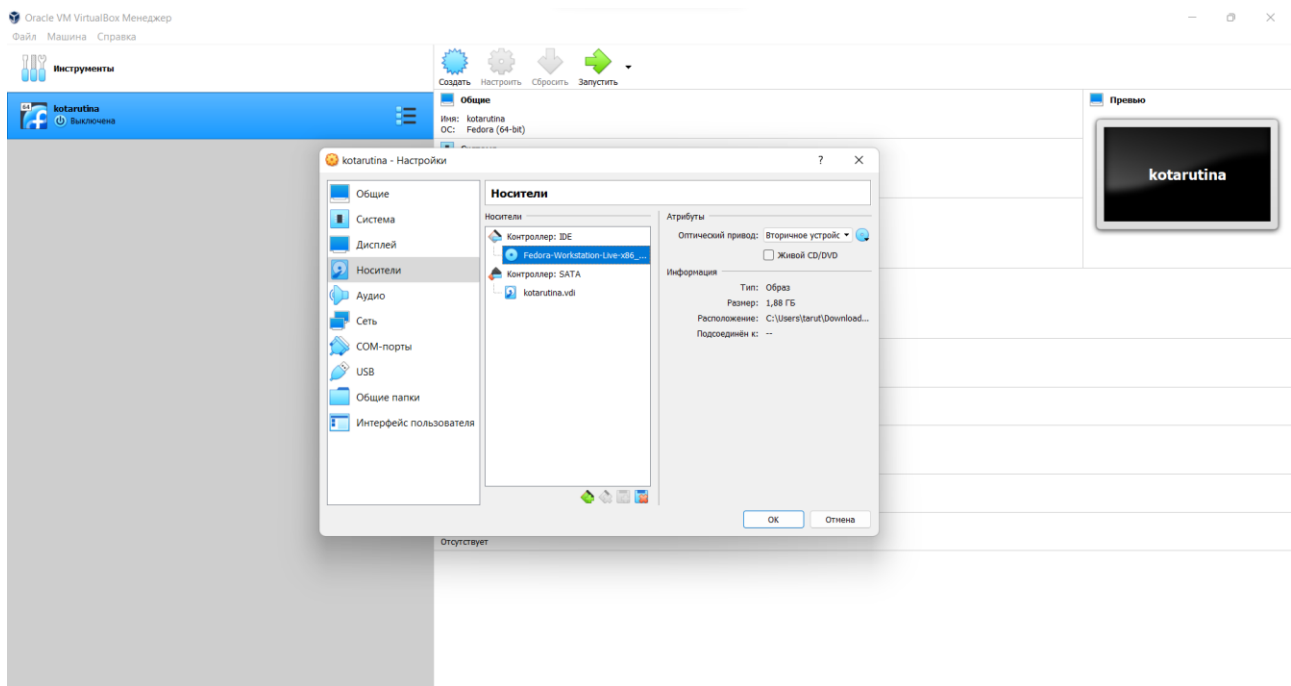 Oracle VM VirtualBox Менеджер
Файл Машина Справка
Инструменты
Создать Настроить Сбросить Запустить
64
kotarutina
Выключена
Общие
Имя: kotarutina
ОС: Fedora (64-bit)
Превью
kotarutina
kotarutina - Настройки
Общие
Система
Дисплей
Носители
Аудио
Сеть
COM-порты
USB
Общие папки
Интерфейс пользователя
Носители
Носители
Контроллер: IDE
Fedora-Workstation-Live-x86_...
Контроллер: SATA
kotarutina.vdi
Атрибуты
Оптический привод: Вторичное устройс
Живой CD/DVD
Информация
Тип: Образ
Размер: 1,88 ГБ
Расположение: C:\Users\tarut\Download...
Подсоединён к: --
OK Отмена
Отсутствует